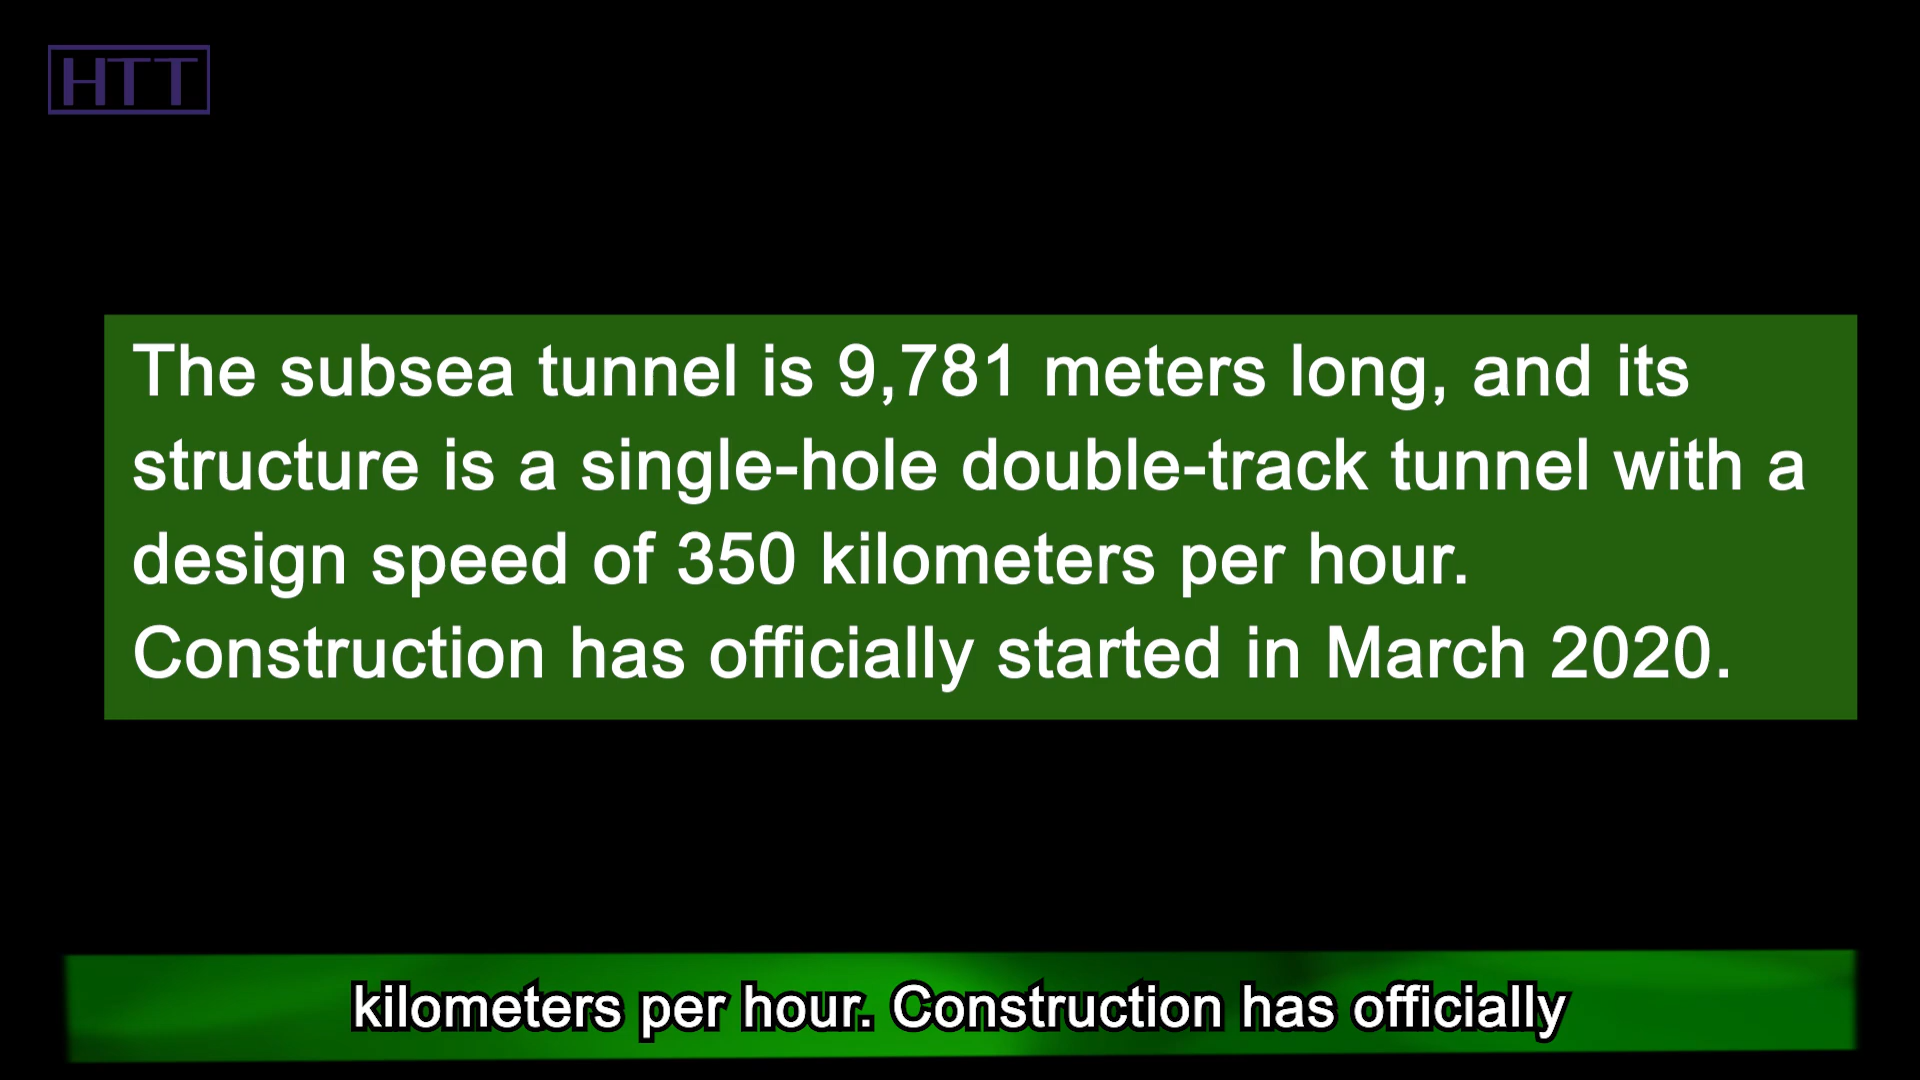 HTT
The subsea tunnel is 9,781 meters long, and its
structure is a single-hole double-track tunnel with a
design speed of 350 kilometers per hour.
Construction has officially started in March 2020.
kilometers per hour. Construction has officially